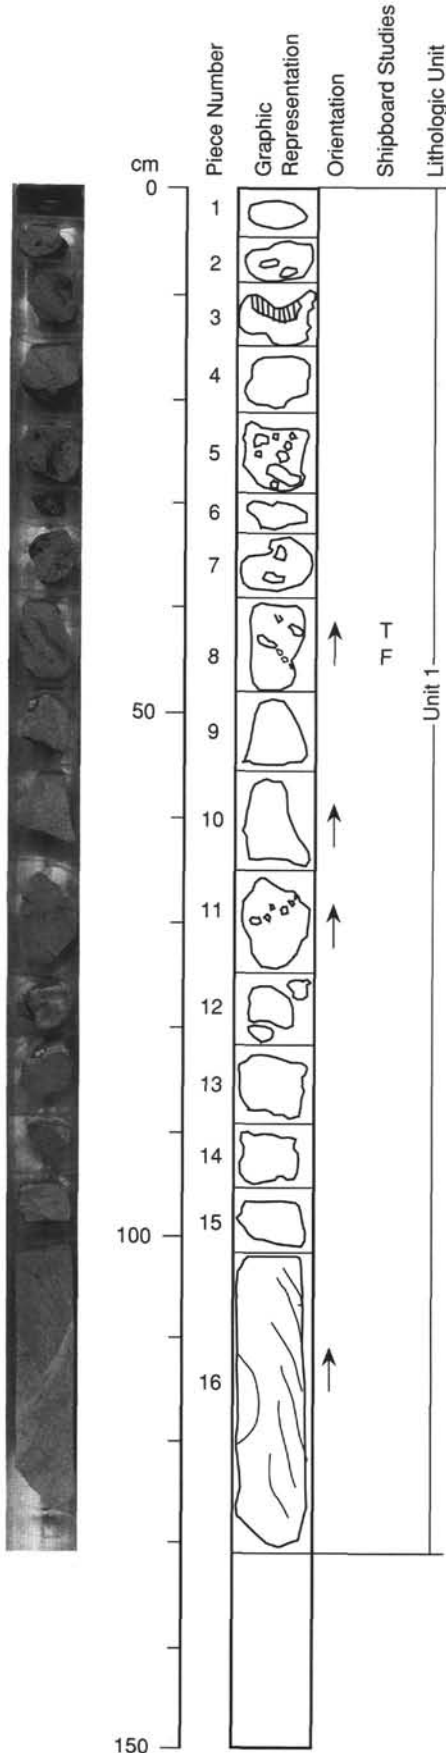 cm
Piece Number
Graphic
Representation
Orientation
Shipboard Studies
Lithologic Unit
0
1
2
3
4
5
6
7
8
T
F
Unit 1
50
9
10
11
12
13
14
15
100
16
150